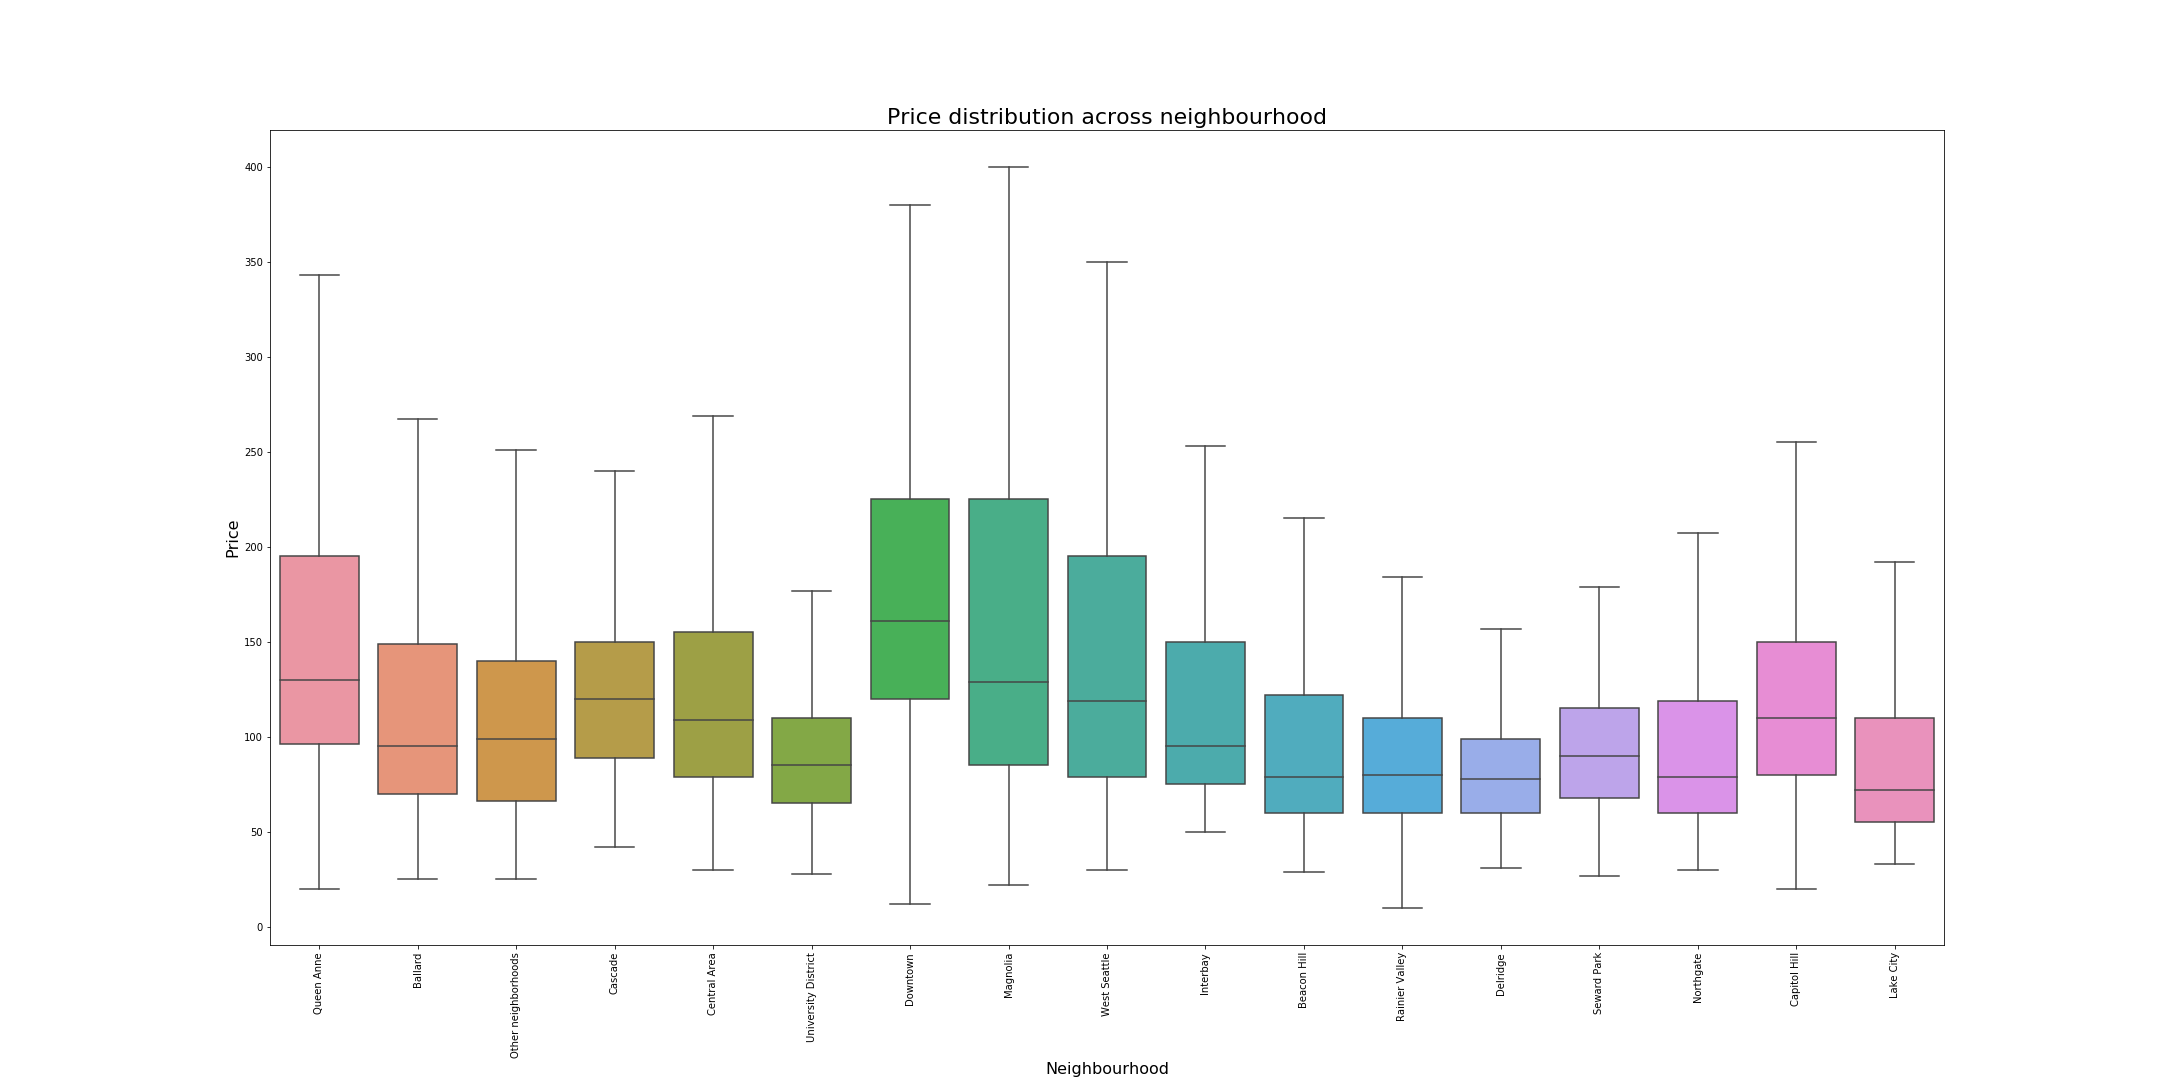 Price distribution across neighbourhood
400
350
300
250
200
150
100
50
0
Price
Queen Anne
Ballard
Other neighborhoods
Cascade
Central Area
University District
Downtown
Magnolia
West Seattle
Interbay
Beacon Hill
Rainier Valley
Delridge
Seward Park
Northgate
Capitol Hill
Lake City
Neighbourhood